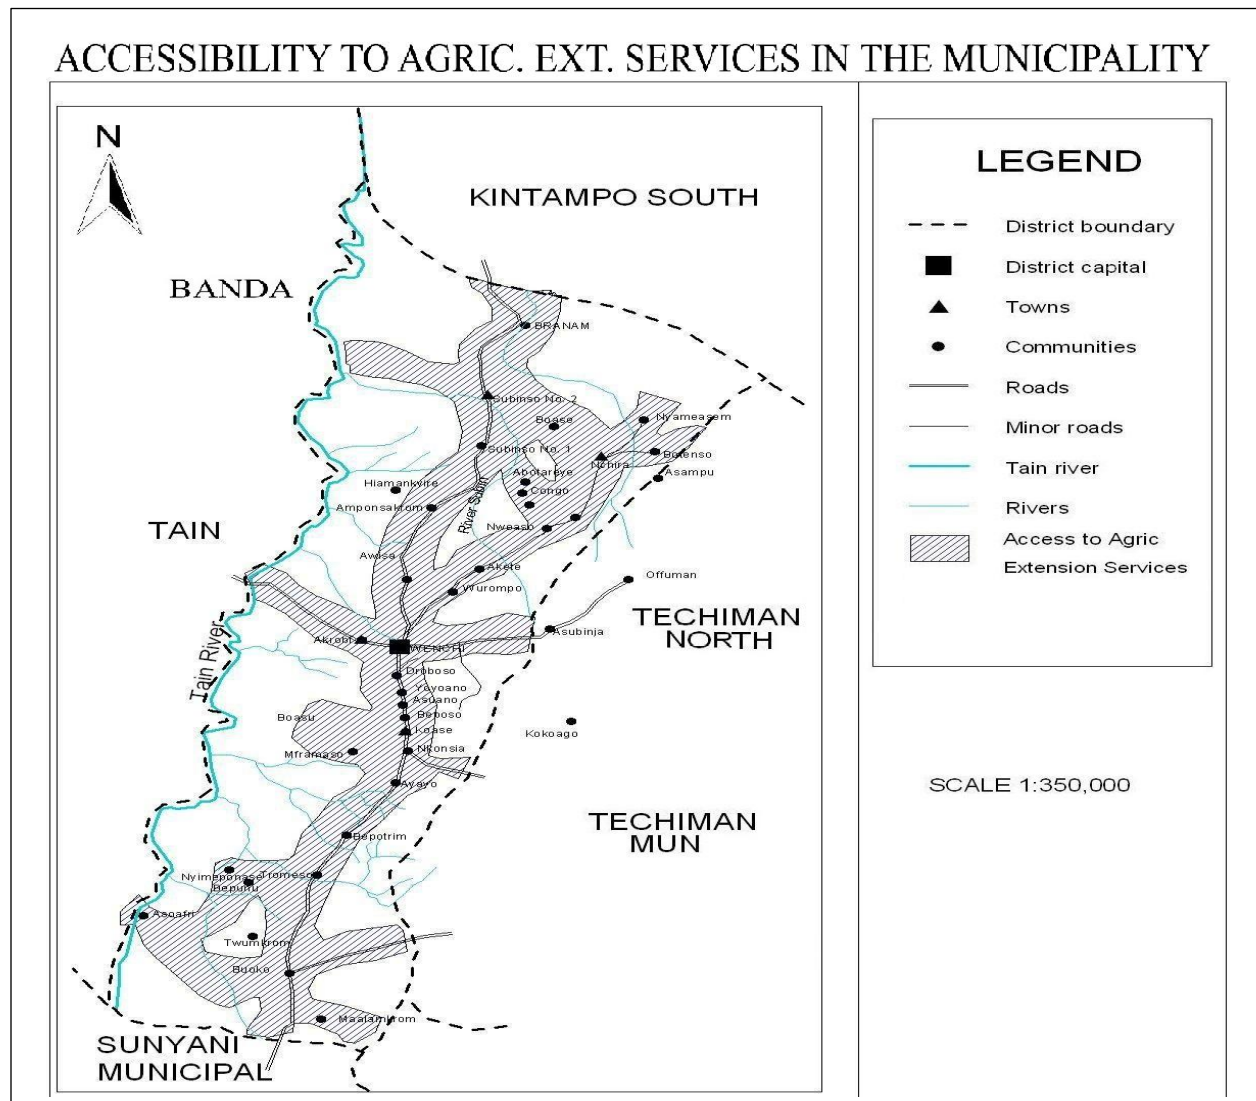 ACCESSIBILITY TO AGRIC. EXT. SERVICES IN THE MUNICIPALITY
N
KINTAMPO SOUTH
BANDA
BRANAM
Subinso No. 2
Boase
Nyameasem
Subinso No. 1
Nchira
Botenso
Asampu
Abotareye
Hiamankyire
Congo
Amponsakrom
River Subin
TAIN
Nweaso
Awisa
Akete
Wurompo
Offuman
TECHIMAN
NORTH
Asubinja
Akrobi
WENCHI
Tain River
Droboso
Yoyoano
Asuano
Beposo
Boasu
Koase
Kokoago
Mframaso
Nkonsia
Ayayo
TECHIMAN
MUN
Bepotrim
Nyimeponase
Tromeso
Asoafri
Twumkrom
Buoko
Maalamkrom
SUNYANI
MUNICIPAL
LEGEND
District boundary
District capital
Towns
Communities
Roads
Minor roads
Tain river
Rivers
Access to Agric
Extension Services
SCALE 1:350,000